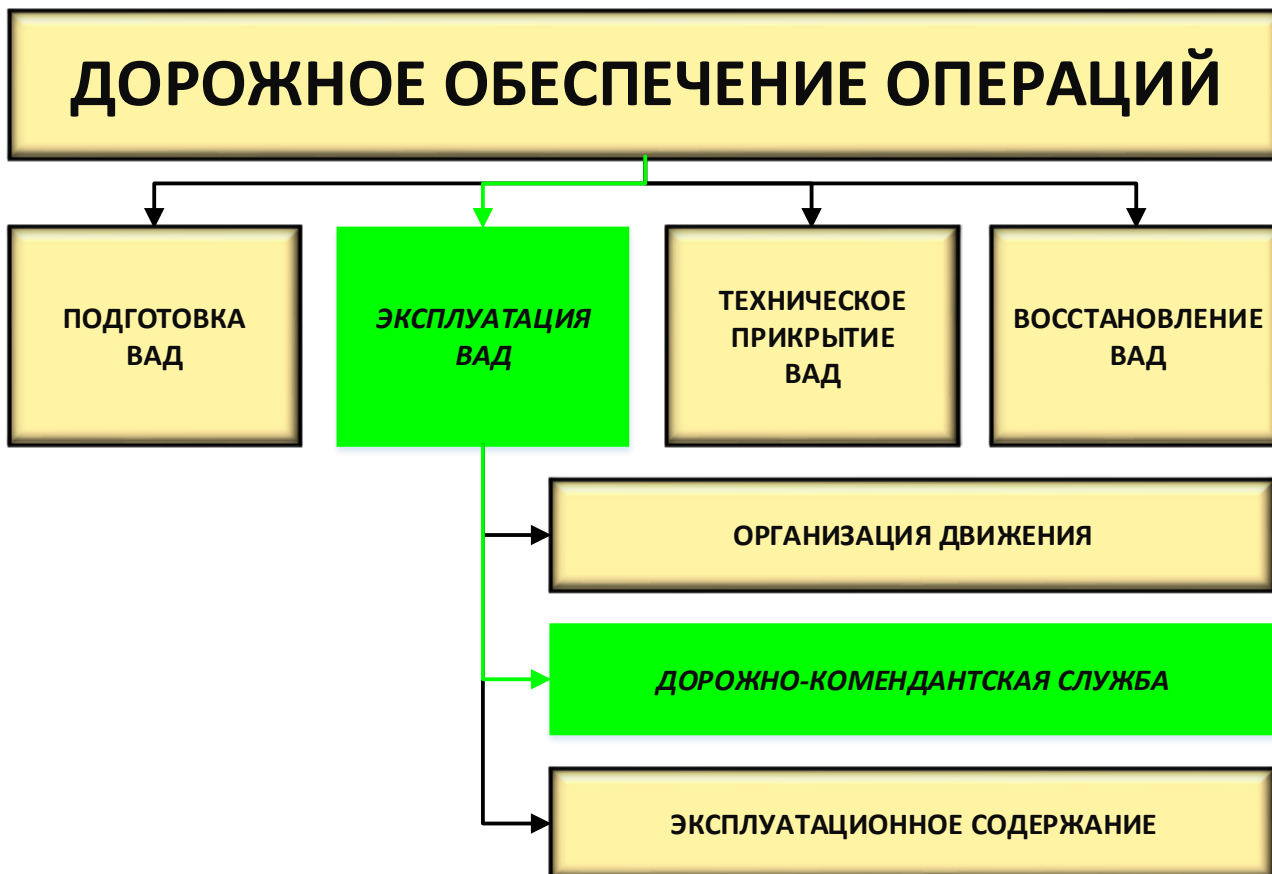 ДОРОЖНОЕ ОБЕСПЕЧЕНИЕ ОПЕРАЦИЙ
ПОДГОТОВКА
ВАД
ЭКСПЛУАТАЦИЯ
ВАД
ТЕХНИЧЕСКОЕ
ПРИКРЫТИЕ
ВАД
ВОССТАНОВЛЕНИЕ
ВАД
ОРГАНИЗАЦИЯ ДВИЖЕНИЯ
ДОРОЖНО-КОМЕНДАНТСКАЯ СЛУЖБА
ЭКСПЛУАТАЦИОННОЕ СОДЕРЖАНИЕ